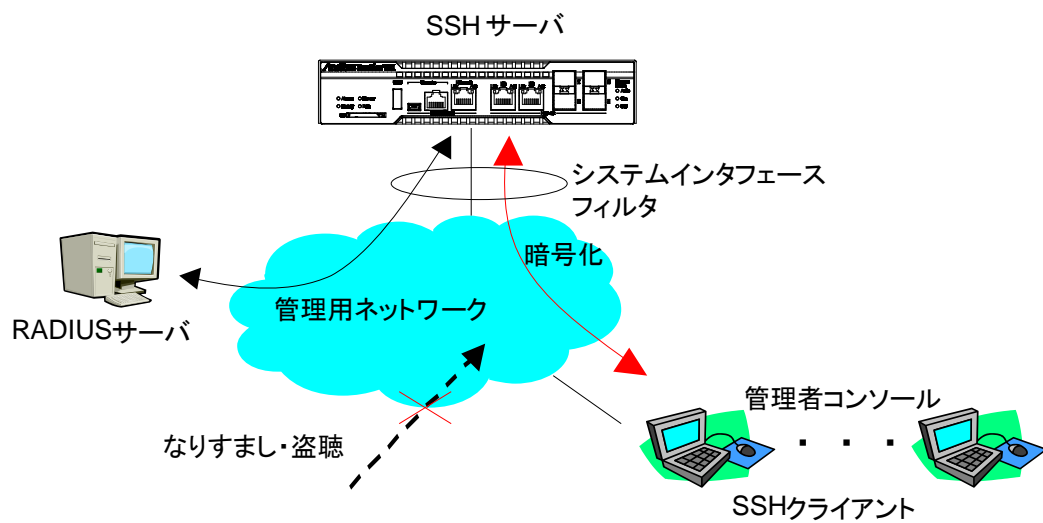 SSH サーバ
システムインタフェース
フィルタ
暗号化
管理用ネットワーク
RADIUSサーバ
管理者コンソール
なりすまし・盗聴
・ ・ ・
SSHクライアント